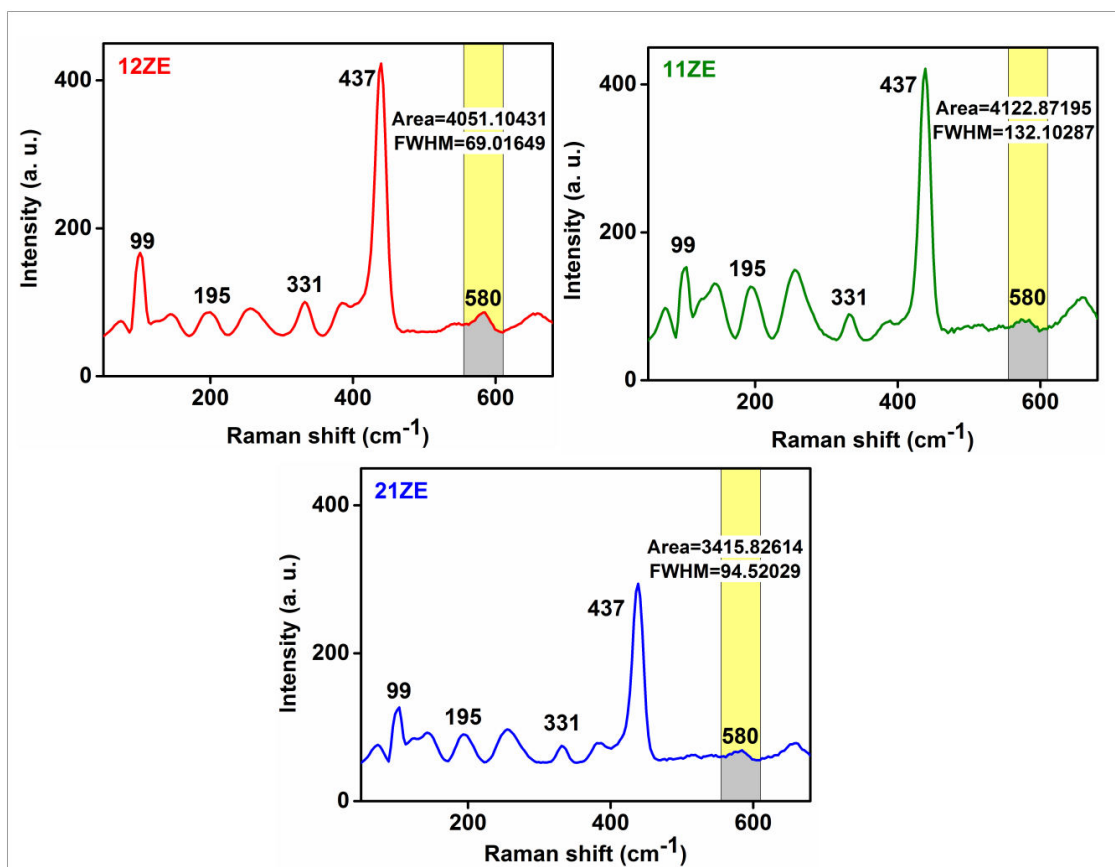 12ZE
437
Area=4051.10431
FWHM=69.01649
99
195
331
580
400
200
0
200
400
600
Intensity (a. u.)
Raman shift (cm⁻¹)
11ZE
437
Area=4122.87195
FWHM=132.10287
99
195
331
580
400
200
0
200
400
600
Intensity (a. u.)
Raman shift (cm⁻¹)
21ZE
437
Area=3415.82614
FWHM=94.52029
99
195
331
580
400
200
0
200
400
600
Intensity (a. u.)
Raman shift (cm⁻¹)